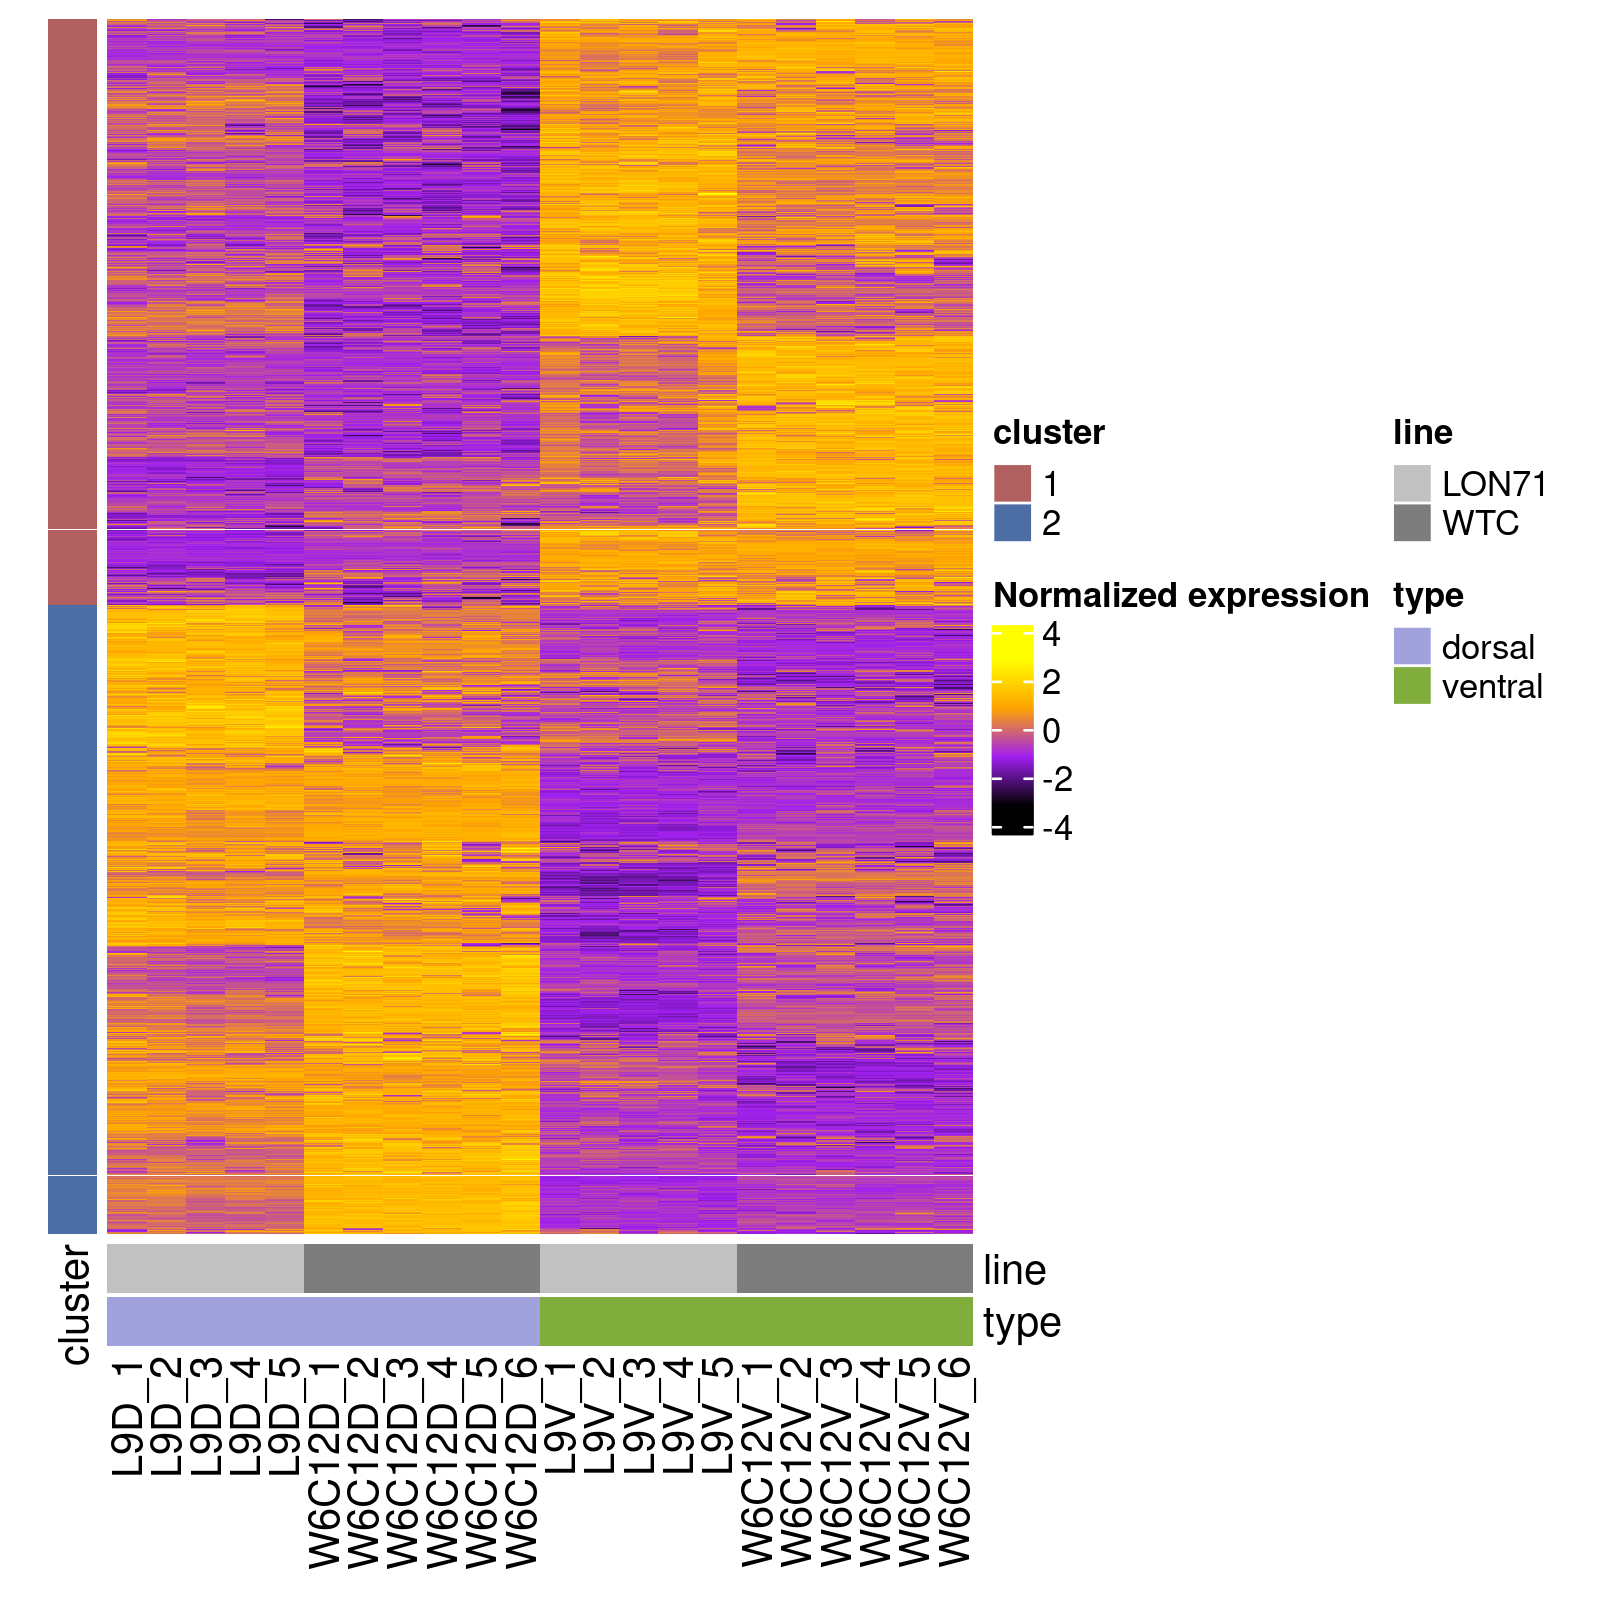 cluster
1
2
line
LON71
WTC
Normalized expression
4
2
0
-2
-4
type
dorsal
ventral
line
type
cluster
L9D_1
L9D_2
L9D_3
L9D_4
L9D_5
W6C12D_1
W6C12D_2
W6C12D_3
W6C12D_4
W6C12D_5
W6C12D_6
L9V_1
L9V_2
L9V_3
L9V_4
L9V_5
W6C12V_1
W6C12V_2
W6C12V_3
W6C12V_4
W6C12V_5
W6C12V_6